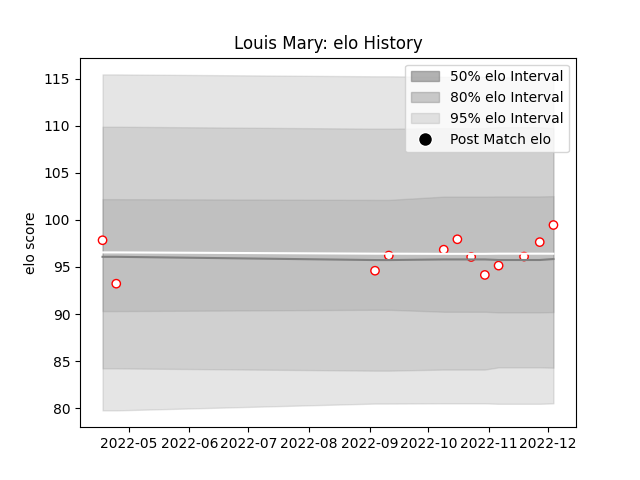 Louis Mary: elo History
115
110
105
100
95
90
85
80
elo score
50% elo Interval
80% elo Interval
95% elo Interval
Post Match elo
2022-05 2022-06 2022-07 2022-08 2022-09 2022-10 2022-11 2022-12